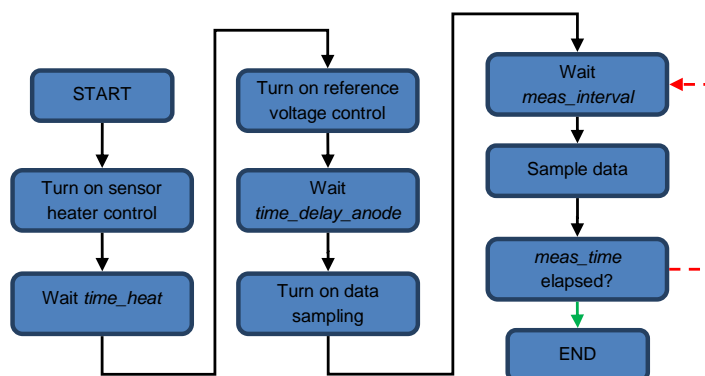 START
Turn on sensor
heater control
Wait time_heat
Turn on reference
voltage control
Wait
time_delay_anode
Turn on data
sampling
Wait
meas_interval
Sample data
meas_time
elapsed?
END